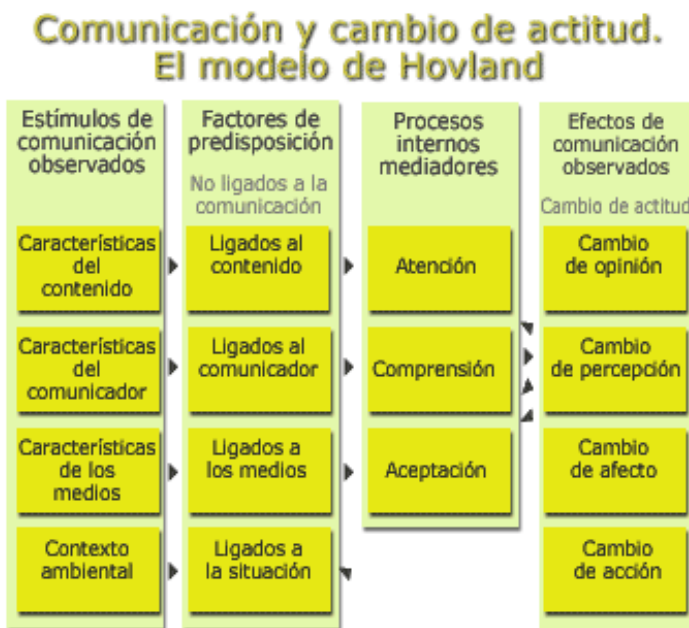 Comunicación y cambio de actitud.
El modelo de Hovland
Estímulos de
comunicación
observados
Características
del
contenido
Características
del
comunicador
Características
de los
medios
Contexto
ambiental
Factores de
predisposición
No ligados a la
comunicación
Ligados al
contenido
Ligados al
comunicador
Ligados a
los medios
Ligados a
la situación
Procesos
internos
mediadores
Atención
Comprensión
Aceptación
Efectos de
comunicación
observados
Cambio de actitud
Cambio
de opinión
Cambio
de percepción
Cambio
de afecto
Cambio
de acción